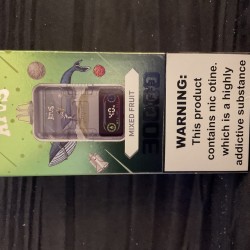 MIXED FRUIT
30000
WARNING:
This product
contains nic otine.
which is a highly
addictive substance